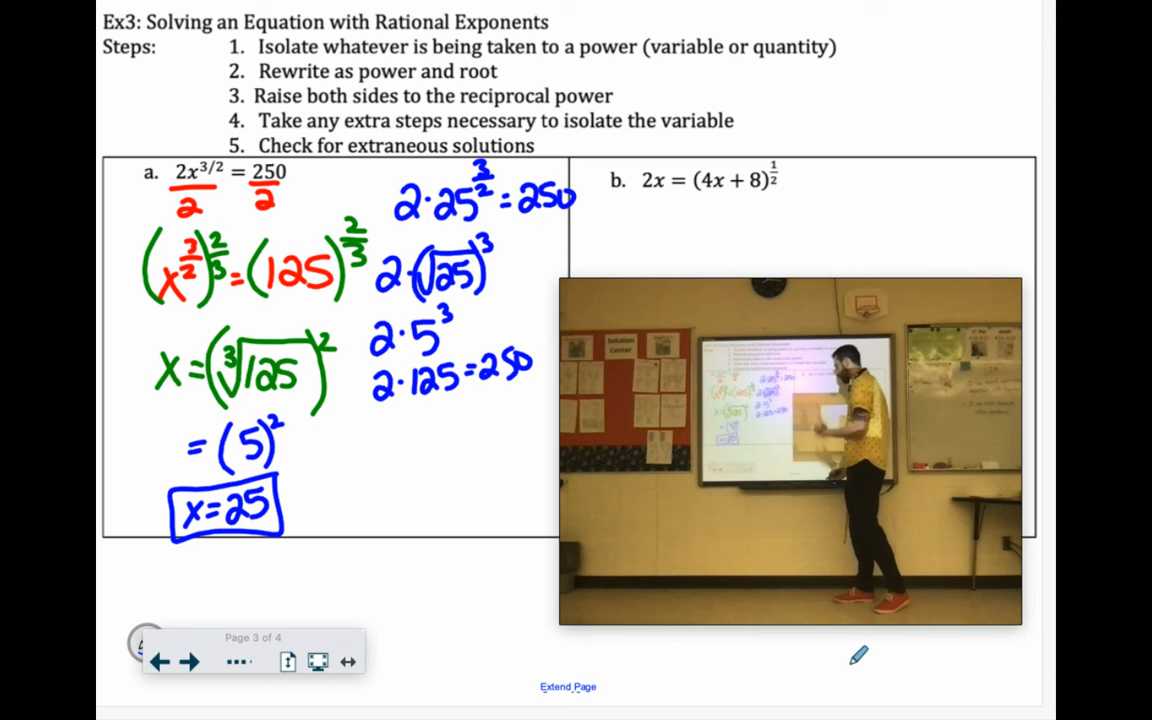 Ex3: Solving an Equation with Rational Exponents
Steps: 1. Isolate whatever is being taken to a power (variable or quantity)
2. Rewrite as power and root
3. Raise both sides to the reciprocal power
4. Take any extra steps necessary to isolate the variable
5. Check for extraneous solutions
a. 2x^{3/2} = 250
2 2
(x^{3/2})^{2/3} = (125)^{2/3}
x = (∛125)^2
= (5)^2
x = 25
2·25^{3/2} = 250
2·(√25)^3
2·5^3
2·125 = 250
b. 2x = (4x + 8)^{1/2}
Solution
Center
Page 3 of 4
Extend Page